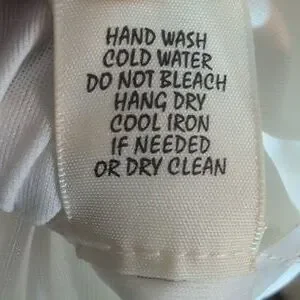 HAND WASH
COLD WATER
DO NOT BLEACH
HANG DRY
COOL IRON
IF NEEDED
OR DRY CLEAN